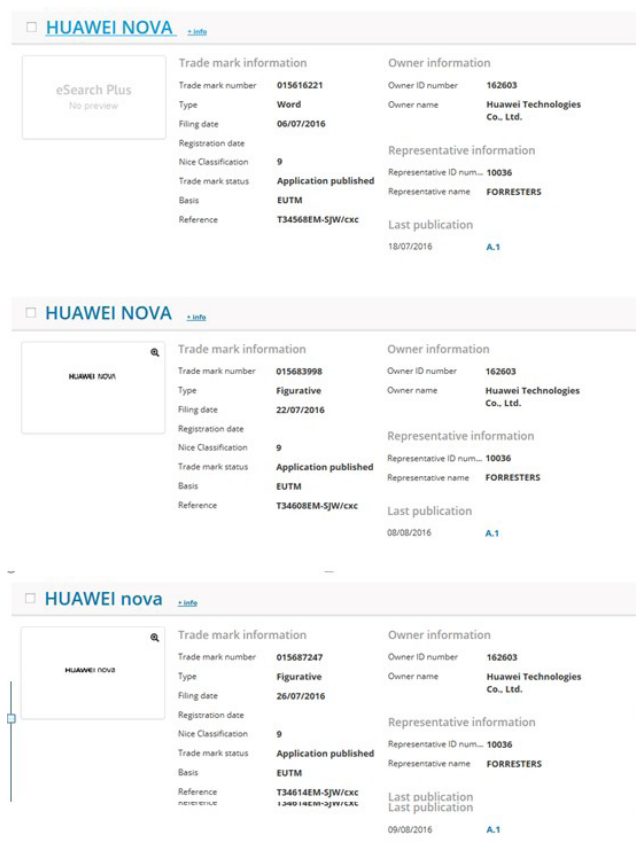 HUAWEI NOVA + info
eSearch Plus
No preview
Trade mark information
Trade mark number 015616221
Type Word
Filing date 06/07/2016
Registration date
Nice Classification 9
Trade mark status Application published
Basis EUTM
Reference T34568EM-SJW/cxc
Owner information
Owner ID number 162603
Owner name Huawei Technologies
Co., Ltd.
Representative information
Representative ID num... 10036
Representative name FORRESTERS
Last publication
18/07/2016 A.1
HUAWEI NOVA + info
HUAWEI NOVA
Trade mark information
Trade mark number 015683998
Type Figurative
Filing date 22/07/2016
Registration date
Nice Classification 9
Trade mark status Application published
Basis EUTM
Reference T34608EM-SJW/cxc
Owner information
Owner ID number 162603
Owner name Huawei Technologies
Co., Ltd.
Representative information
Representative ID num... 10036
Representative name FORRESTERS
Last publication
08/08/2016 A.1
HUAWEI nova + info
HUAWEI nova
Trade mark information
Trade mark number 015687247
Type Figurative
Filing date 26/07/2016
Registration date
Nice Classification 9
Trade mark status Application published
Basis EUTM
Reference T34614EM-SJW/cxc
Reference T34614EM-SJW/cxc
Owner information
Owner ID number 162603
Owner name Huawei Technologies
Co., Ltd.
Representative information
Representative ID num... 10036
Representative name FORRESTERS
Last publication
Last publication
09/08/2016 A.1